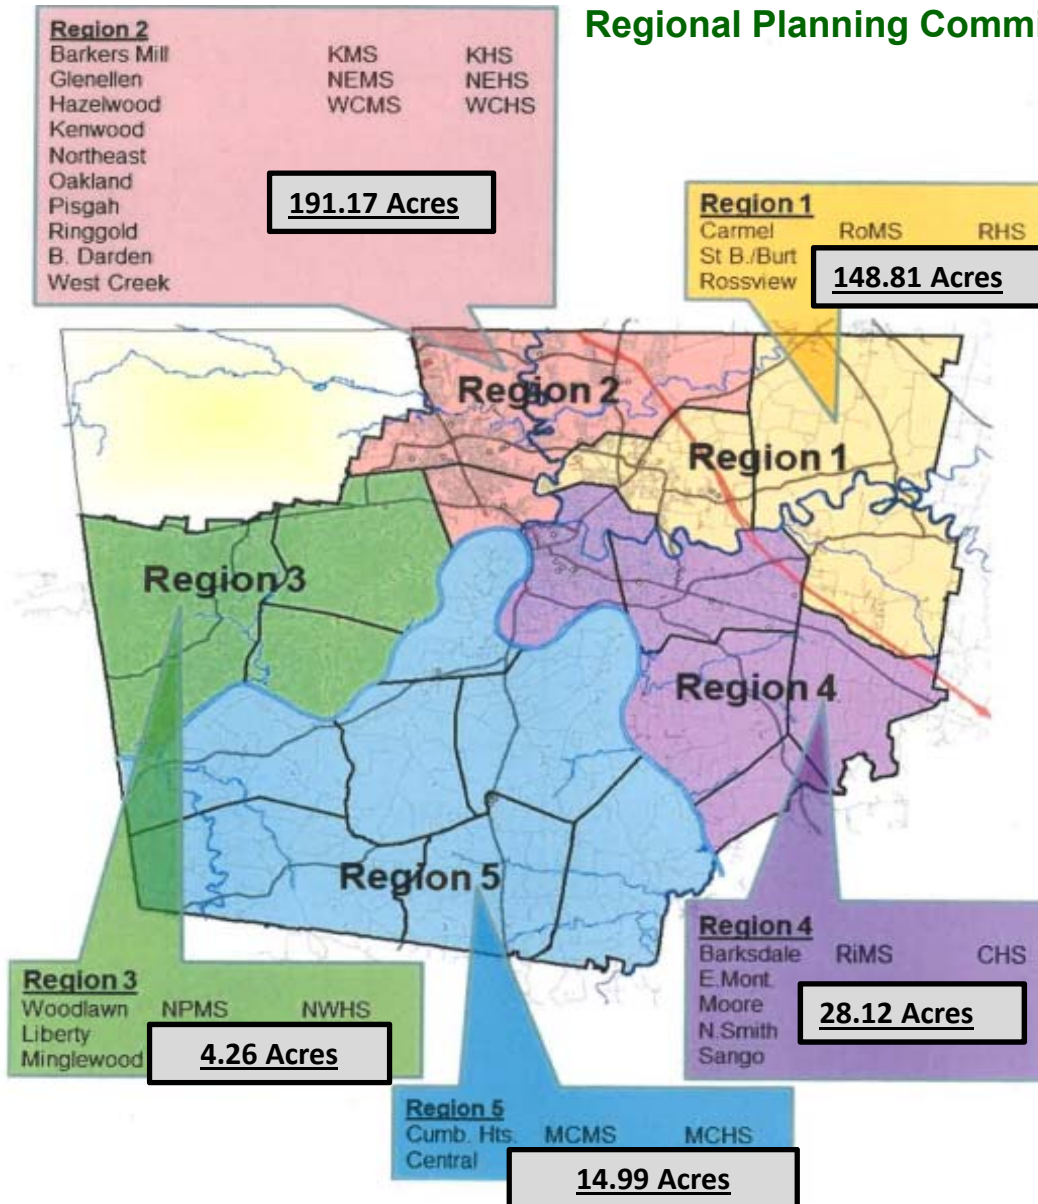 Regional Planning Commi
Region 2
Barkers Mill KMS KHS
Glenellen NEMS NEHS
Hazelwood WCMS WCHS
Kenwood
Northeast
Oakland
Pisgah
Ringgold
B. Darden
West Creek
191.17 Acres
Region 1
Carmel RoMS RHS
St B./Burt
Rossview
148.81 Acres
Region 2
Region 1
Region 3
Region 4
Region 5
Region 4
Barksdale RiMS CHS
E.Mont.
Moore
N.Smith
Sango
28.12 Acres
Region 3
Woodlawn NPMS NWHS
Liberty
Minglewood
4.26 Acres
Region 5
Cumb. Hts. MCMS MCHS
Central
14.99 Acres